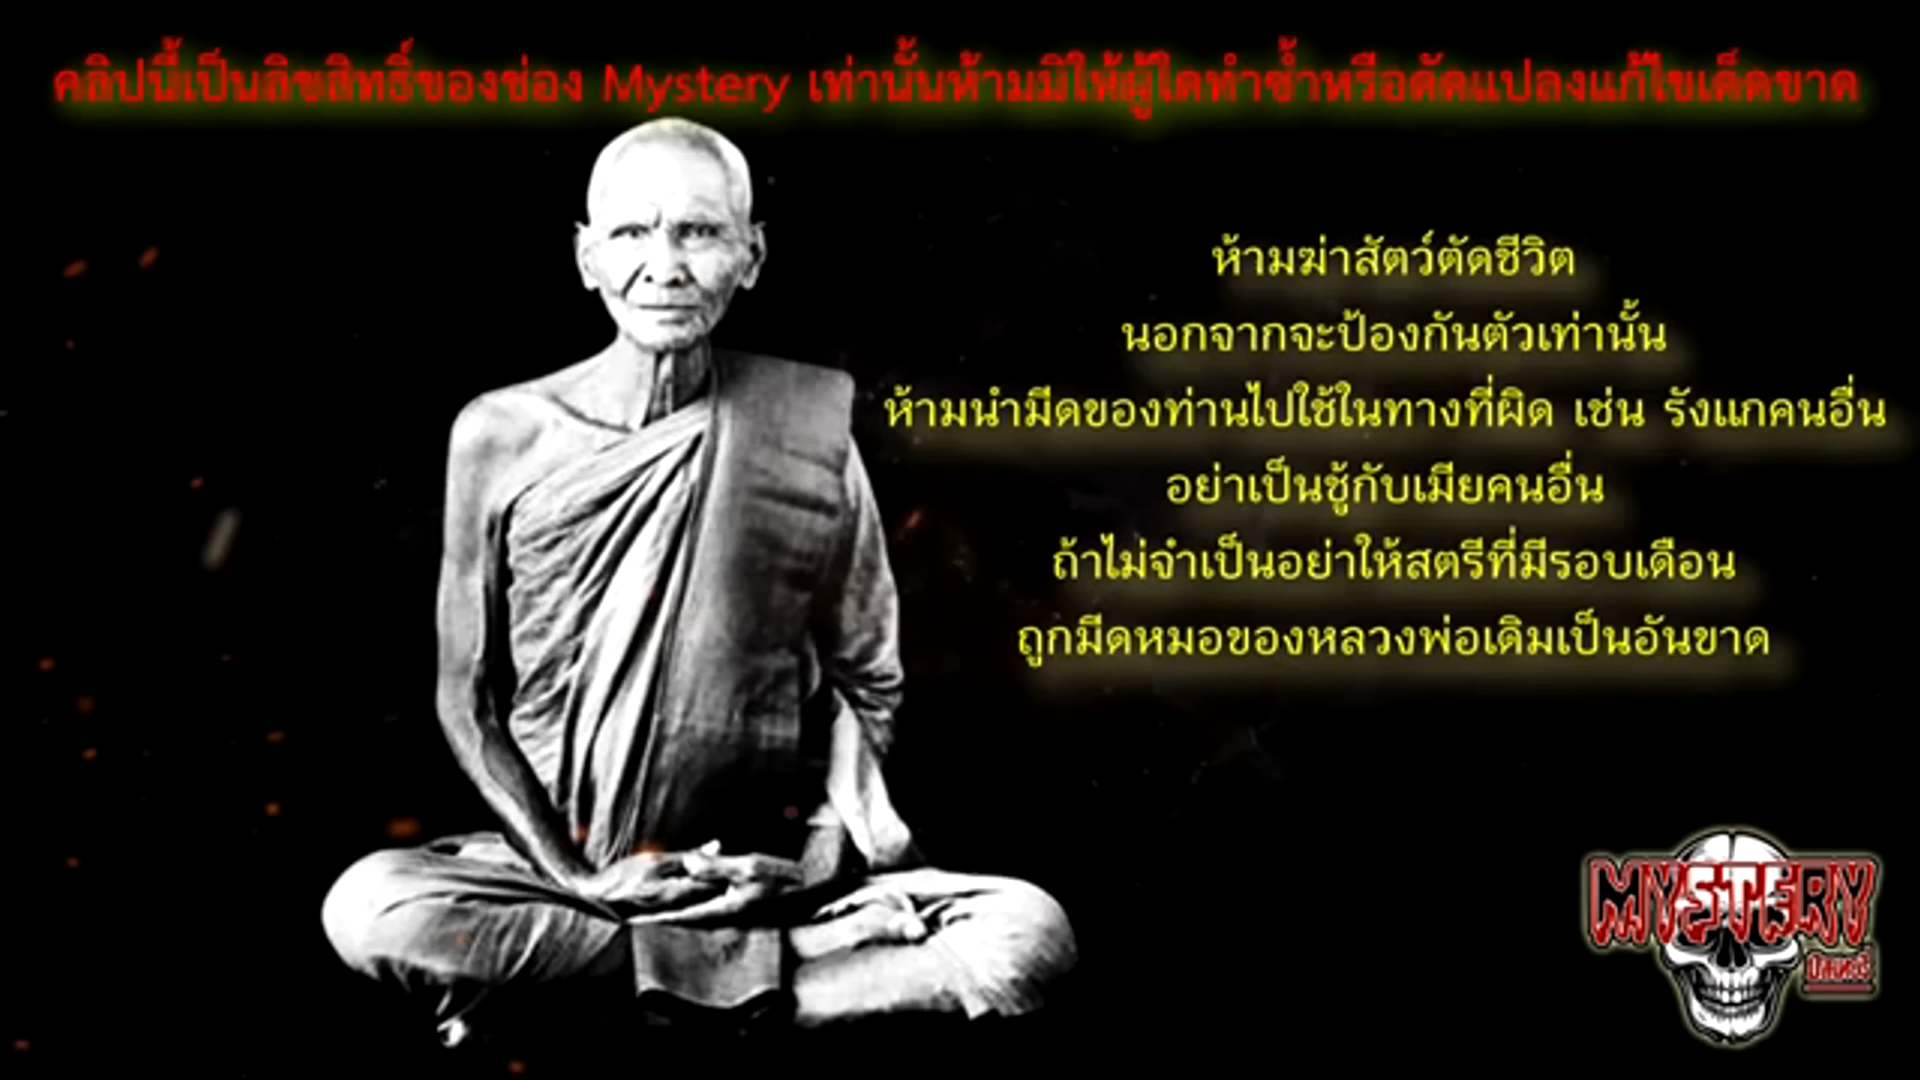 คลิปนี้เป็นลิขสิทธิ์ของช่อง Mystery เท่านั้นห้ามมิให้ผู้ใดทำซ้ำหรือดัดแปลงแก้ไขเด็ดขาด
ห้ามฆ่าสัตว์ตัดชีวิต
นอกจากจะป้องกันตัวเท่านั้น
ห้ามนำมีดของท่านไปใช้ในทางที่ผิด เช่น รังแกคนอื่น
อย่าเป็นชู้กับเมียคนอื่น
ถ้าไม่จำเป็นอย่าให้สตรีที่มีรอบเดือน
ถูกมีดหมอของหลวงพ่อเดิมเป็นอันขาด
MYSTERY